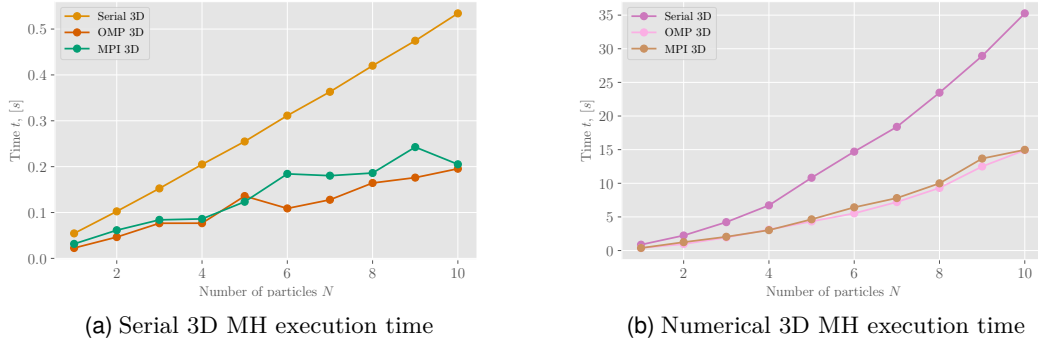 Serial 3D
OMP 3D
MPI 3D
0.5
0.4
0.3
0.2
0.1
0.0
Time t, [s]
2 4 6 8 10
Number of particles N
(a) Serial 3D MH execution time
Serial 3D
OMP 3D
MPI 3D
35
30
25
20
15
10
5
0
Time t, [s]
2 4 6 8 10
Number of particles N
(b) Numerical 3D MH execution time